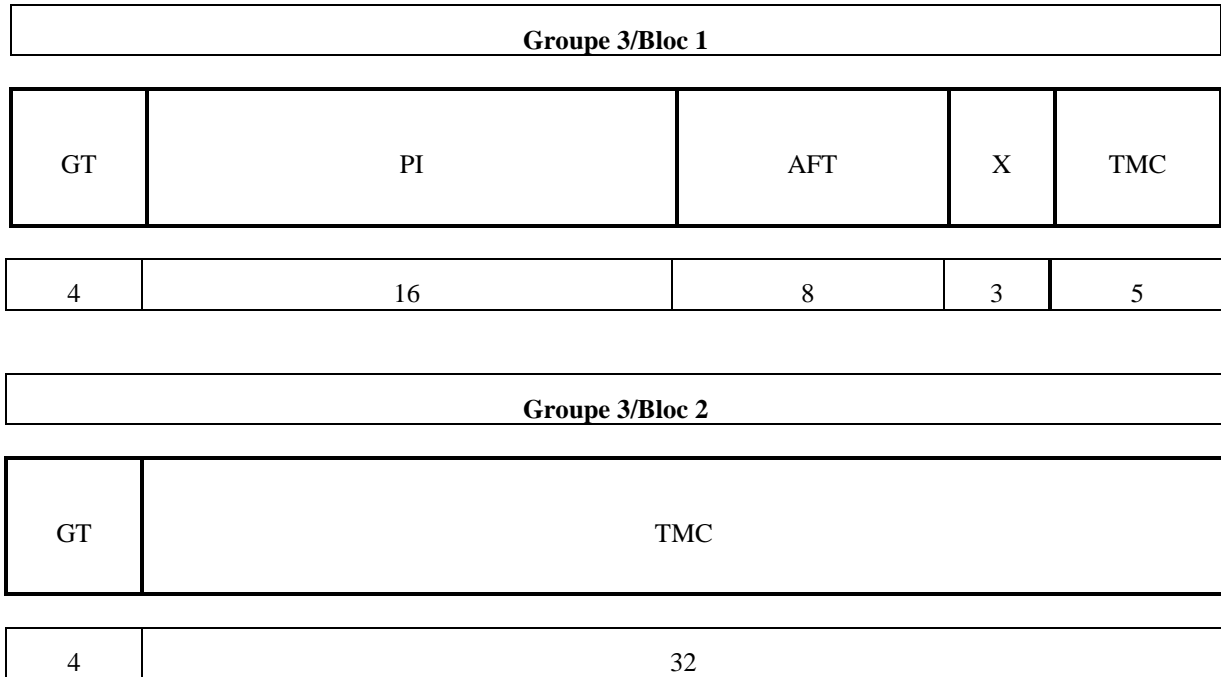 Groupe 3/Bloc 1
GT PI AFT X TMC
4 16 8 3 5
Groupe 3/Bloc 2
GT TMC
4 32